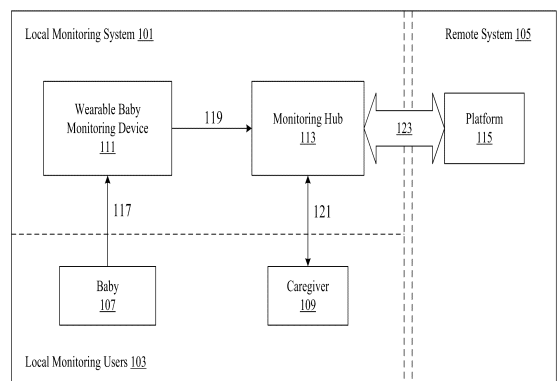 Local Monitoring System 101
Remote System 105
Wearable Baby
Monitoring Device
111
119
Monitoring Hub
113
123
Platform
115
117
121
Baby
107
Caregiver
109
Local Monitoring Users 103